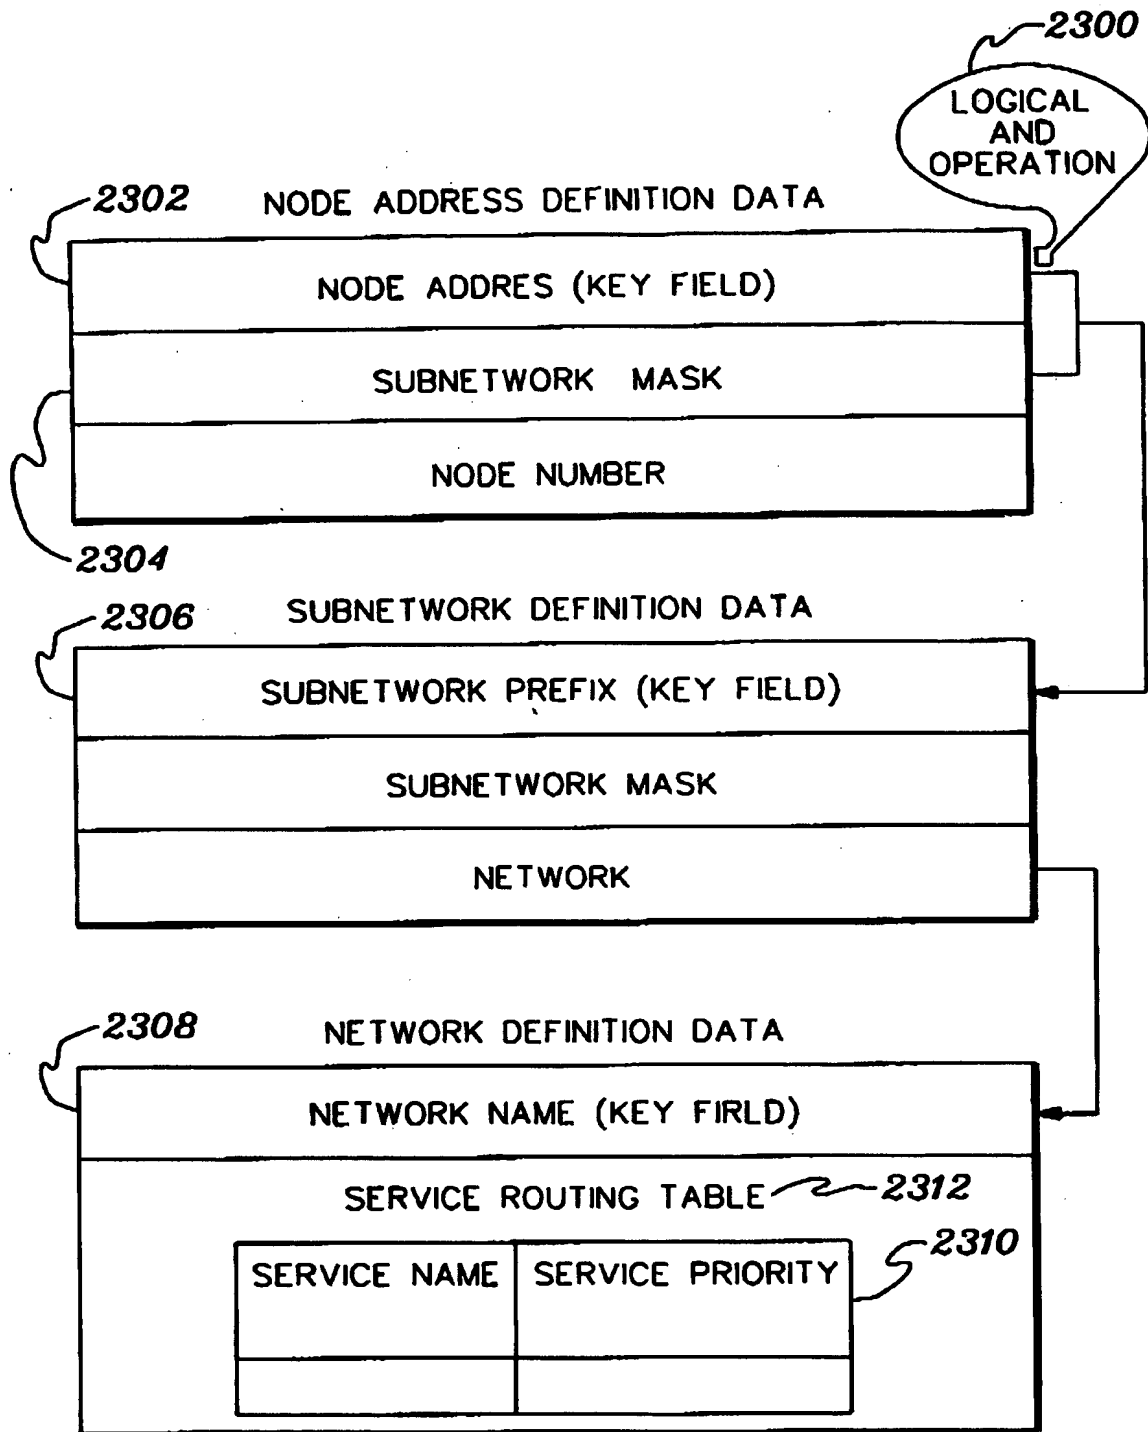 2300
LOGICAL
AND
OPERATION
2302
NODE ADDRESS DEFINITION DATA
NODE ADDRES (KEY FIELD)
SUBNETWORK MASK
NODE NUMBER
2304
2306
SUBNETWORK DEFINITION DATA
SUBNETWORK PREFIX (KEY FIELD)
SUBNETWORK MASK
NETWORK
2308
NETWORK DEFINITION DATA
NETWORK NAME (KEY FIRLD)
SERVICE ROUTING TABLE 2312
2310
SERVICE NAME SERVICE PRIORITY